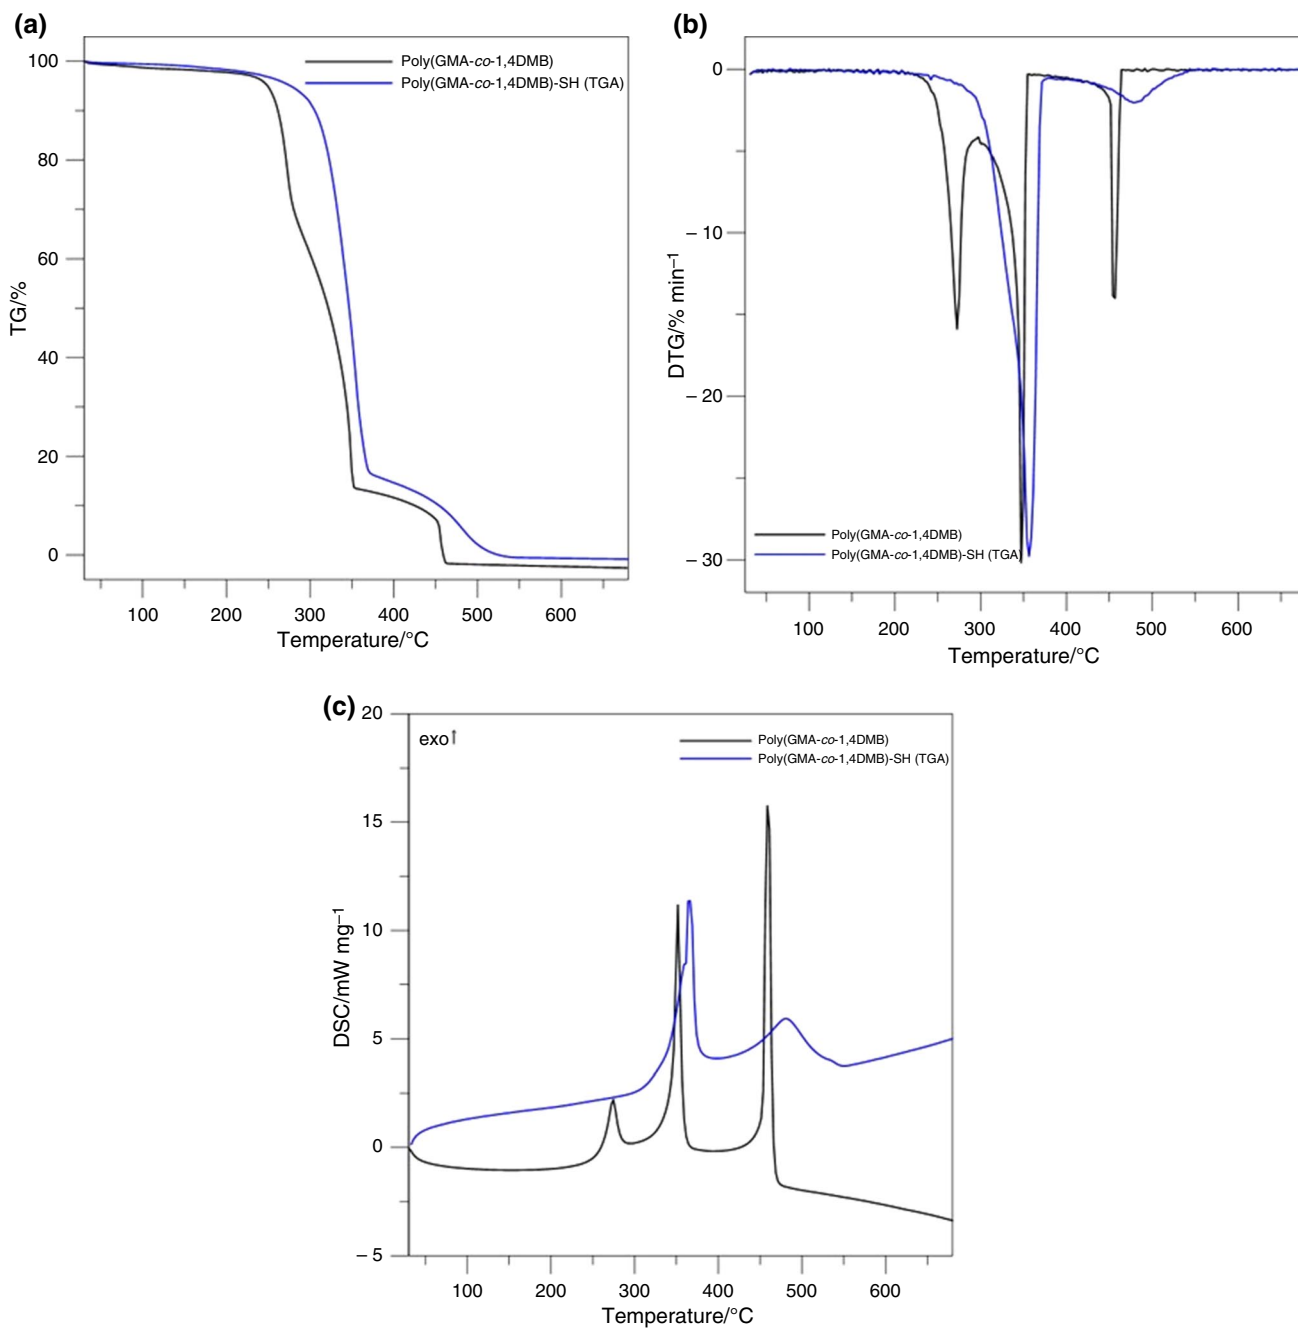 (a)
100
80
60
40
20
0
TG/%
Poly(GMA-co-1,4DMB)
Poly(GMA-co-1,4DMB)-SH (TGA)
100 200 300 400 500 600
Temperature/°C
(b)
0
– 10
– 20
– 30
DTG/% min–1
Poly(GMA-co-1,4DMB)
Poly(GMA-co-1,4DMB)-SH (TGA)
100 200 300 400 500 600
Temperature/°C
(c)
20
15
10
5
0
– 5
DSC/mW mg–1
exo↑
Poly(GMA-co-1,4DMB)
Poly(GMA-co-1,4DMB)-SH (TGA)
100 200 300 400 500 600
Temperature/°C